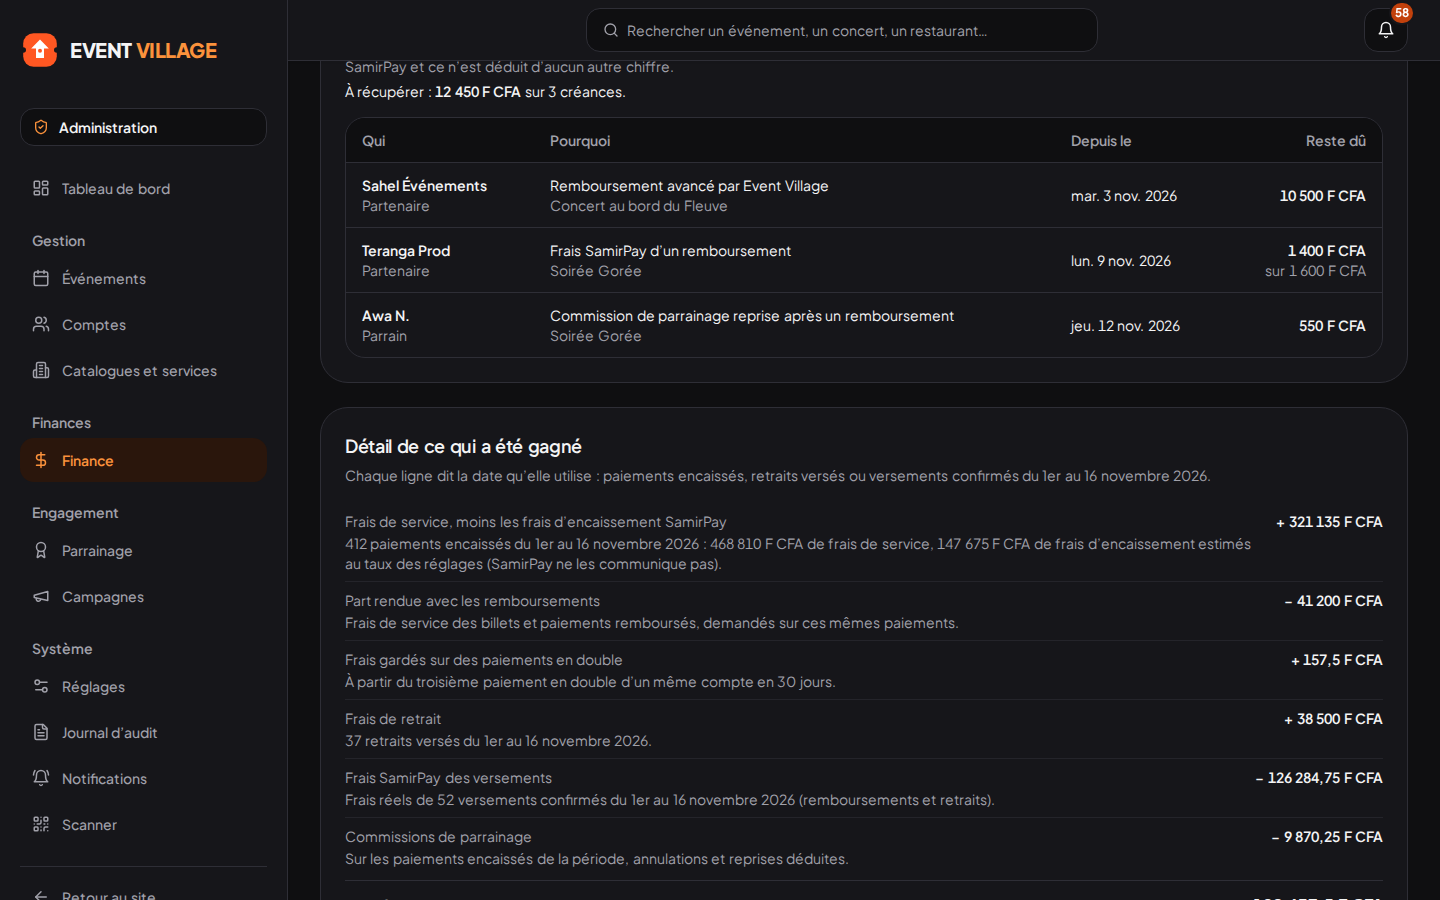 EVENT VILLAGE
Rechercher un événement, un concert, un restaurant…
58
Administration
Tableau de bord
Gestion
Événements
Comptes
Catalogues et services
Finances
Finance
Engagement
Parrainage
Campagnes
Système
Réglages
Journal d’audit
Notifications
Scanner
Retour au site
SamirPay et ce n’est déduit d’aucun autre chiffre.
À récupérer : 12 450 F CFA sur 3 créances.
Qui Pourquoi Depuis le Reste dû
Sahel Événements Remboursement avancé par Event Village mar. 3 nov. 2026 10 500 F CFA
Partenaire Concert au bord du Fleuve
Teranga Prod Frais SamirPay d’un remboursement lun. 9 nov. 2026 1 400 F CFA
Partenaire Soirée Gorée sur 1 600 F CFA
Awa N. Commission de parrainage reprise après un remboursement jeu. 12 nov. 2026 550 F CFA
Parrain Soirée Gorée
Détail de ce qui a été gagné
Chaque ligne dit la date qu’elle utilise : paiements encaissés, retraits versés ou versements confirmés du 1er au 16 novembre 2026.
Frais de service, moins les frais d’encaissement SamirPay + 321 135 F CFA
412 paiements encaissés du 1er au 16 novembre 2026 : 468 810 F CFA de frais de service, 147 675 F CFA de frais d’encaissement estimés
au taux des réglages (SamirPay ne les communique pas).
Part rendue avec les remboursements – 41 200 F CFA
Frais de service des billets et paiements remboursés, demandés sur ces mêmes paiements.
Frais gardés sur des paiements en double + 157,5 F CFA
À partir du troisième paiement en double d’un même compte en 30 jours.
Frais de retrait + 38 500 F CFA
37 retraits versés du 1er au 16 novembre 2026.
Frais SamirPay des versements – 126 284,75 F CFA
Frais réels de 52 versements confirmés du 1er au 16 novembre 2026 (remboursements et retraits).
Commissions de parrainage – 9 870,25 F CFA
Sur les paiements encaissés de la période, annulations et reprises déduites.